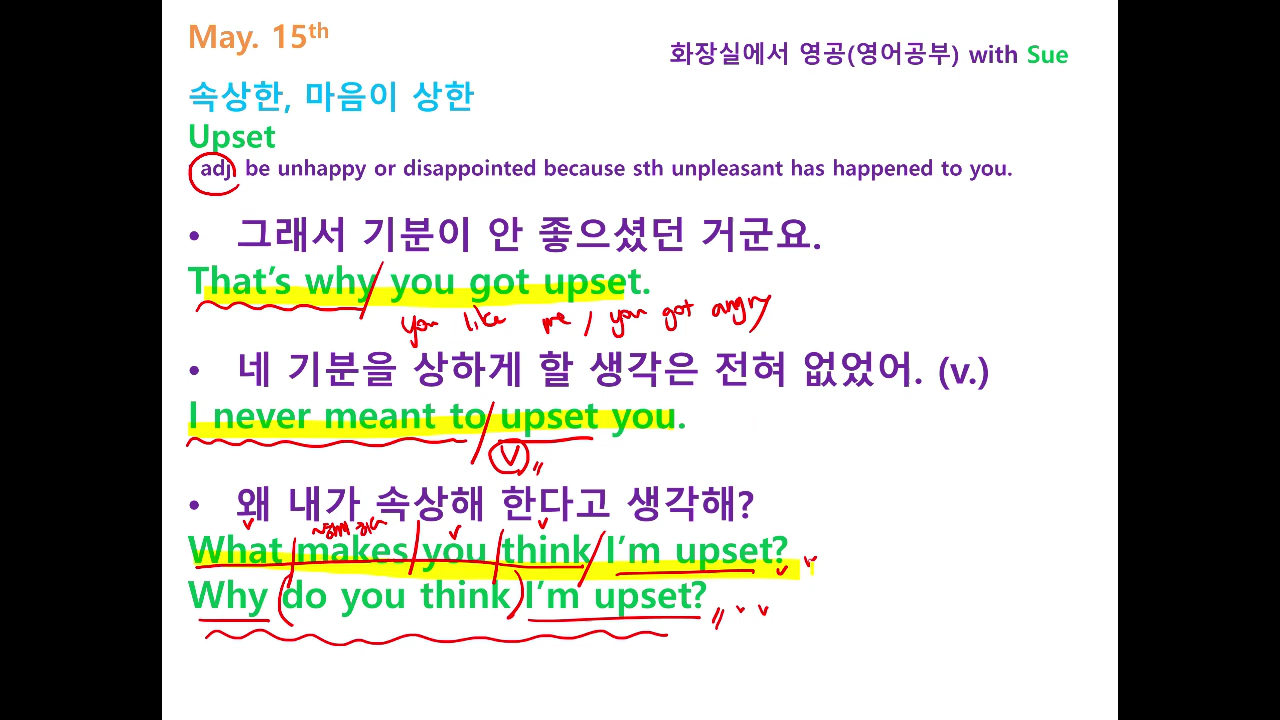 May. 15th
화장실에서 영공(영어공부) with Sue
속상한, 마음이 상한
Upset
adj be unhappy or disappointed because sth unpleasant has happened to you.
• 그래서 기분이 안 좋으셨던 거군요.
That's why you got upset.
you like me / you got angry
• 네 기분을 상하게 할 생각은 전혀 없었어. (v.)
I never meant to upset you.
V
• 왜 내가 속상해 한다고 생각해?
What makes you think I'm upset?
Why do you think I'm upset?